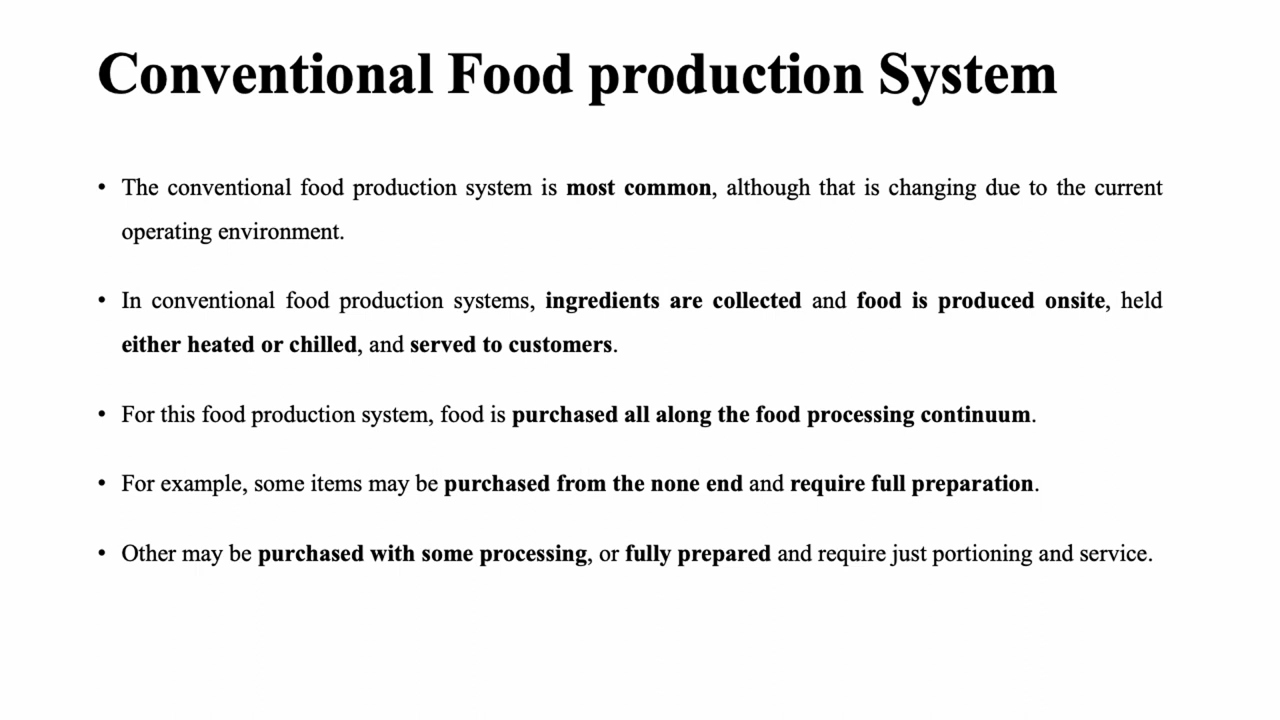 Conventional Food production System
• The conventional food production system is most common, although that is changing due to the current
operating environment.
• In conventional food production systems, ingredients are collected and food is produced onsite, held
either heated or chilled, and served to customers.
• For this food production system, food is purchased all along the food processing continuum.
• For example, some items may be purchased from the none end and require full preparation.
• Other may be purchased with some processing, or fully prepared and require just portioning and service.